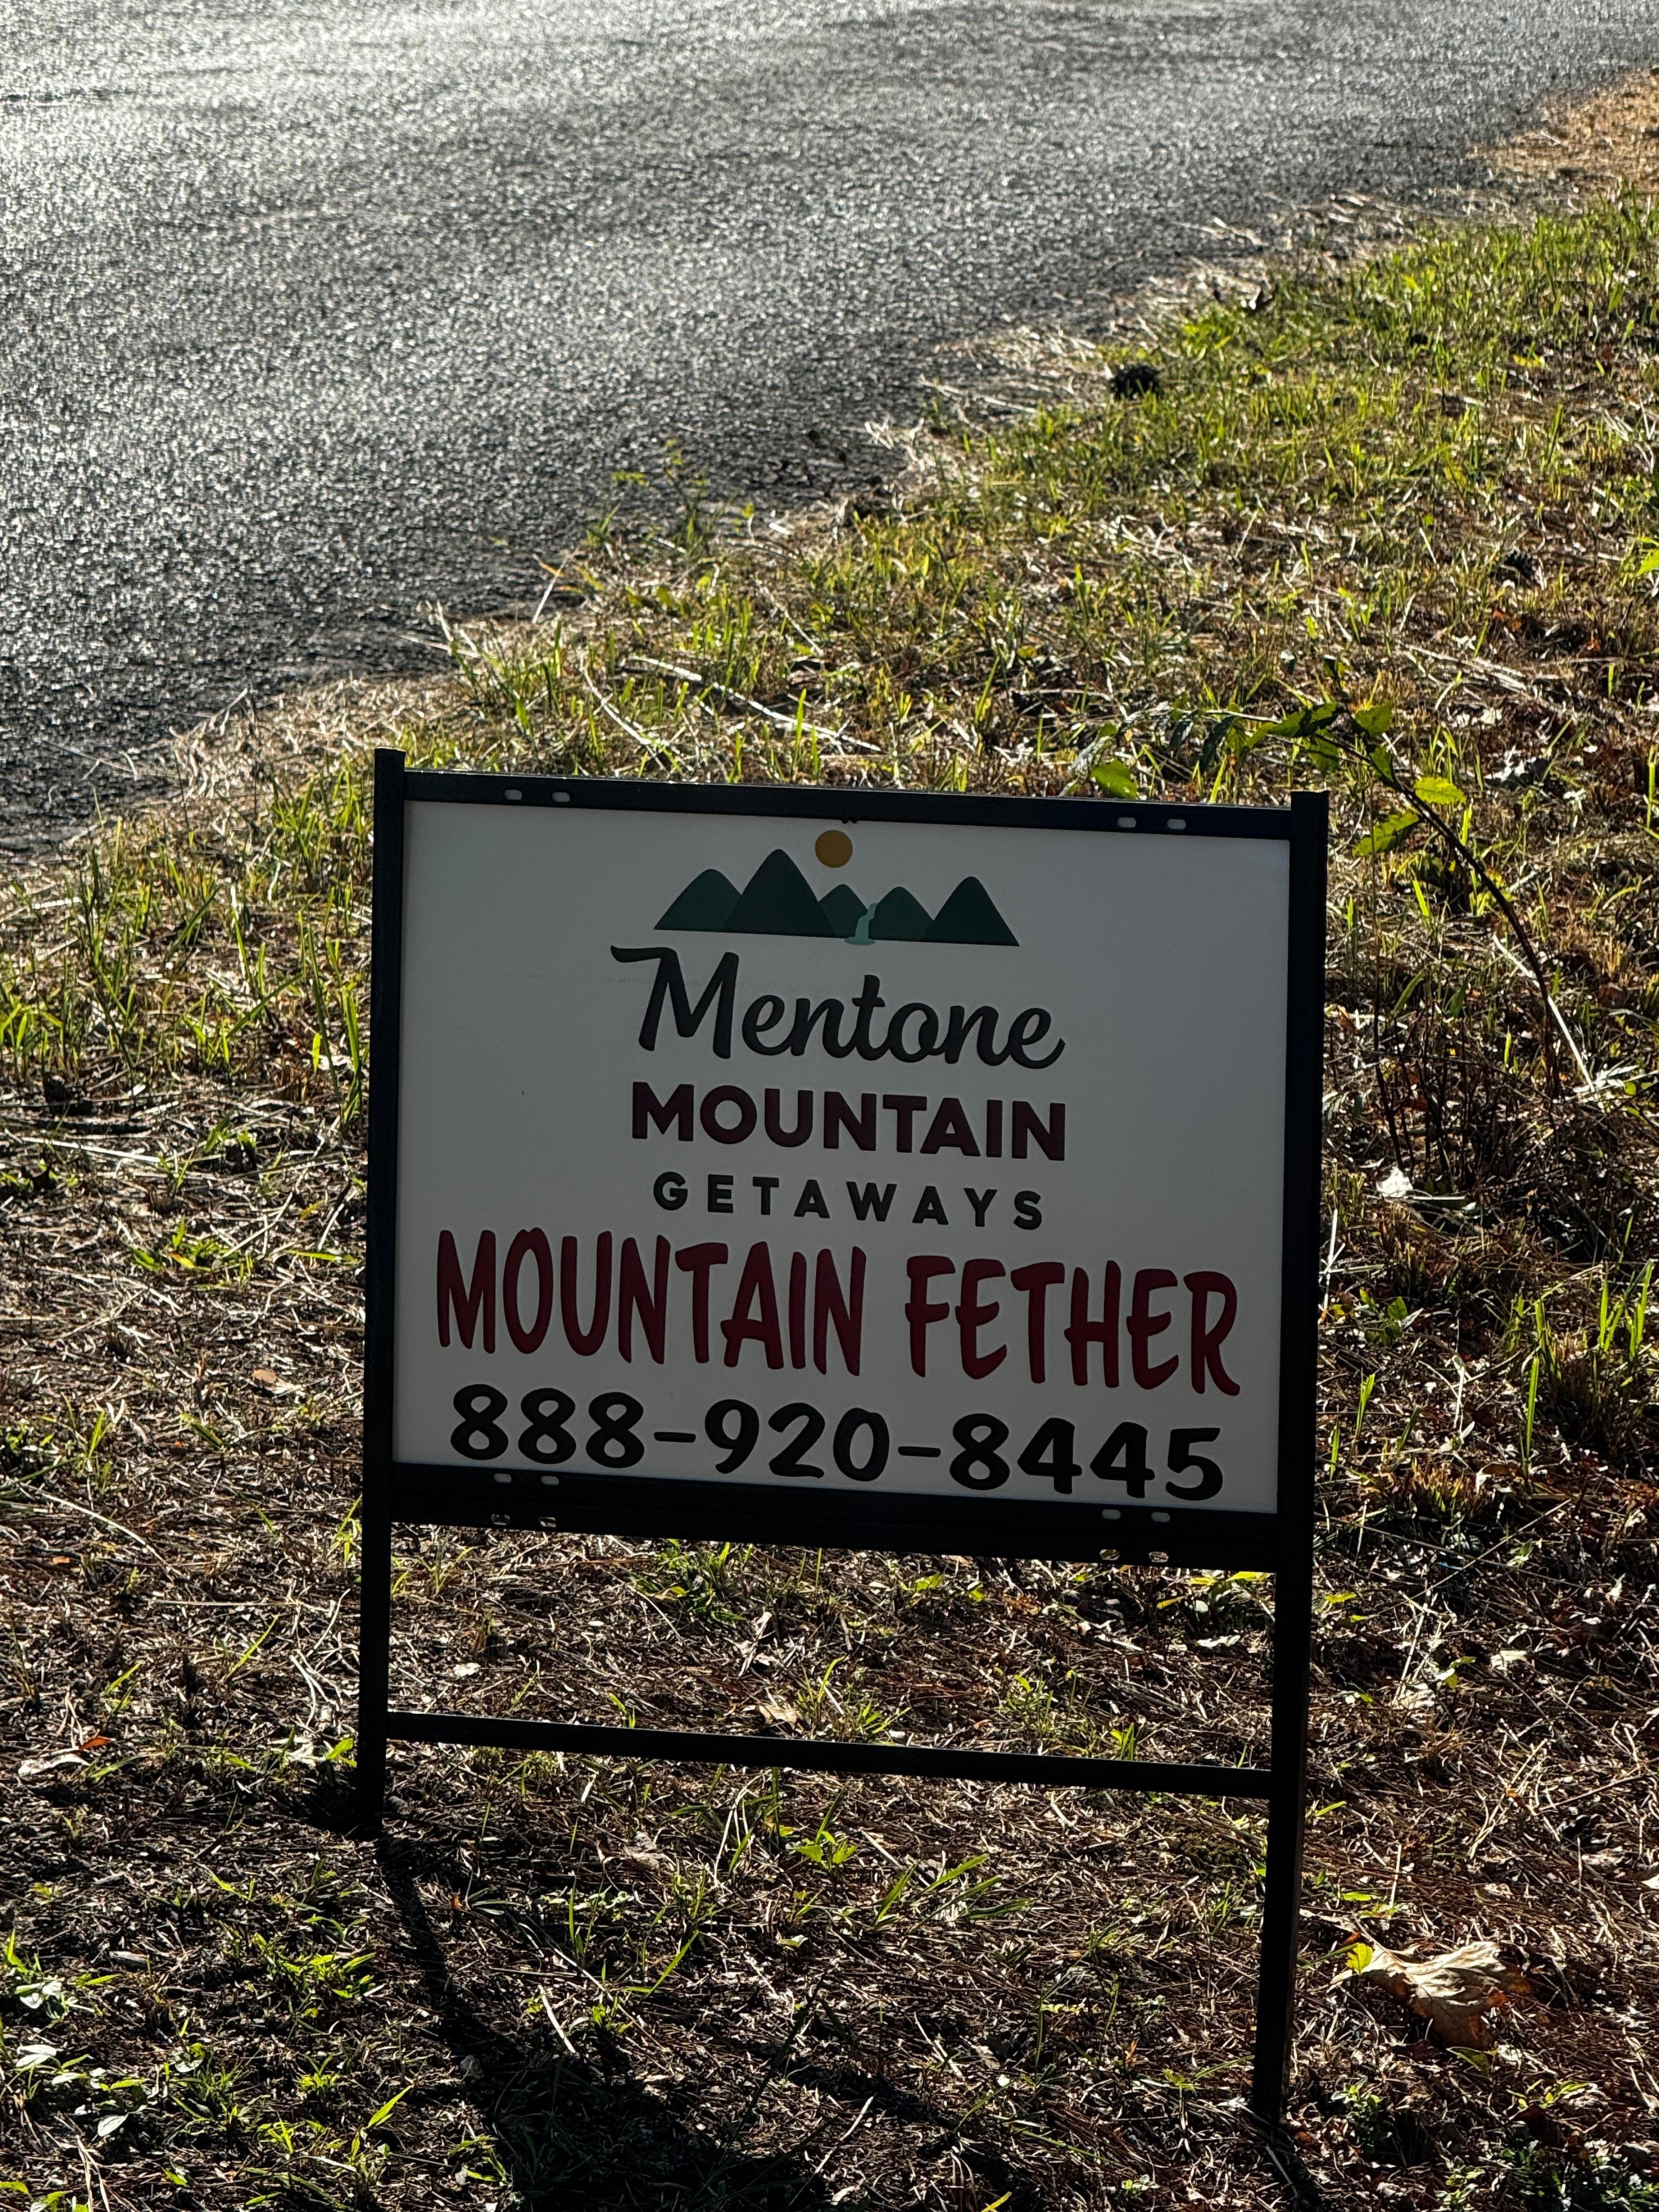 Mentone
MOUNTAIN
GETAWAYS
MOUNTAIN FETHER
888-920-8445